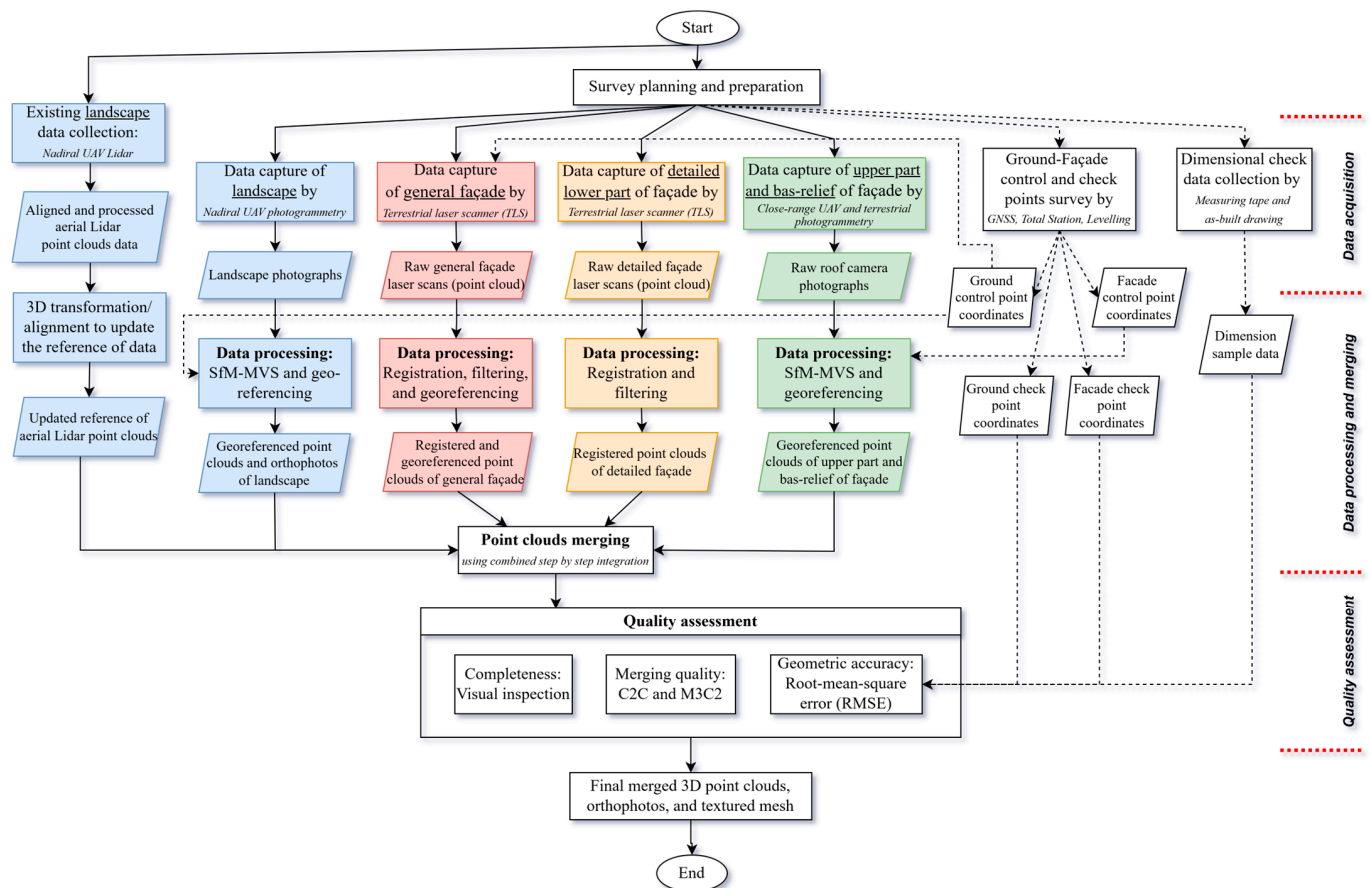 Start
Survey planning and preparation
Existing landscape
data collection:
Nadiral UAV Lidar
Aligned and processed
aerial Lidar
point clouds data
3D transformation/
alignment to update
the reference of data
Updated reference of
aerial Lidar point clouds
Data capture of
landscape by
Nadiral UAV photogrammetry
Landscape photographs
Data processing:
SfM-MVS and geo-
referencing
Georeferenced point
clouds and orthophotos
of landscape
Data capture
of general façade by
Terrestrial laser scanner (TLS)
Raw general façade
laser scans (point cloud)
Data processing:
Registration, filtering,
and georeferencing
Registered and
georeferenced point
clouds of general façade
Data capture of detailed
lower part of façade by
Terrestrial laser scanner (TLS)
Raw detailed façade
laser scans (point cloud)
Data processing:
Registration and
filtering
Registered point clouds
of detailed façade
Data capture of upper part
and bas-relief of façade by
Close-range UAV and terrestrial
photogrammetry
Raw roof camera
photographs
Data processing:
SfM-MVS and
georeferencing
Georeferenced point
clouds of upper part and
bas-relief of façade
Ground-Façade
control and check
points survey by
GNSS, Total Station, Levelling
Ground
control point
coordinates
Facade
control point
coordinates
Ground check
point
coordinates
Facade check
point
coordinates
Dimensional check
data collection by
Measuring tape and
as-built drawing
Dimension
sample data
Point clouds merging
using combined step by step integration
Quality assessment
Completeness:
Visual inspection
Merging quality:
C2C and M3C2
Geometric accuracy:
Root-mean-square
error (RMSE)
Final merged 3D point clouds,
orthophotos, and textured mesh
End
Data acquisition
Data processing and merging
Quality assessment